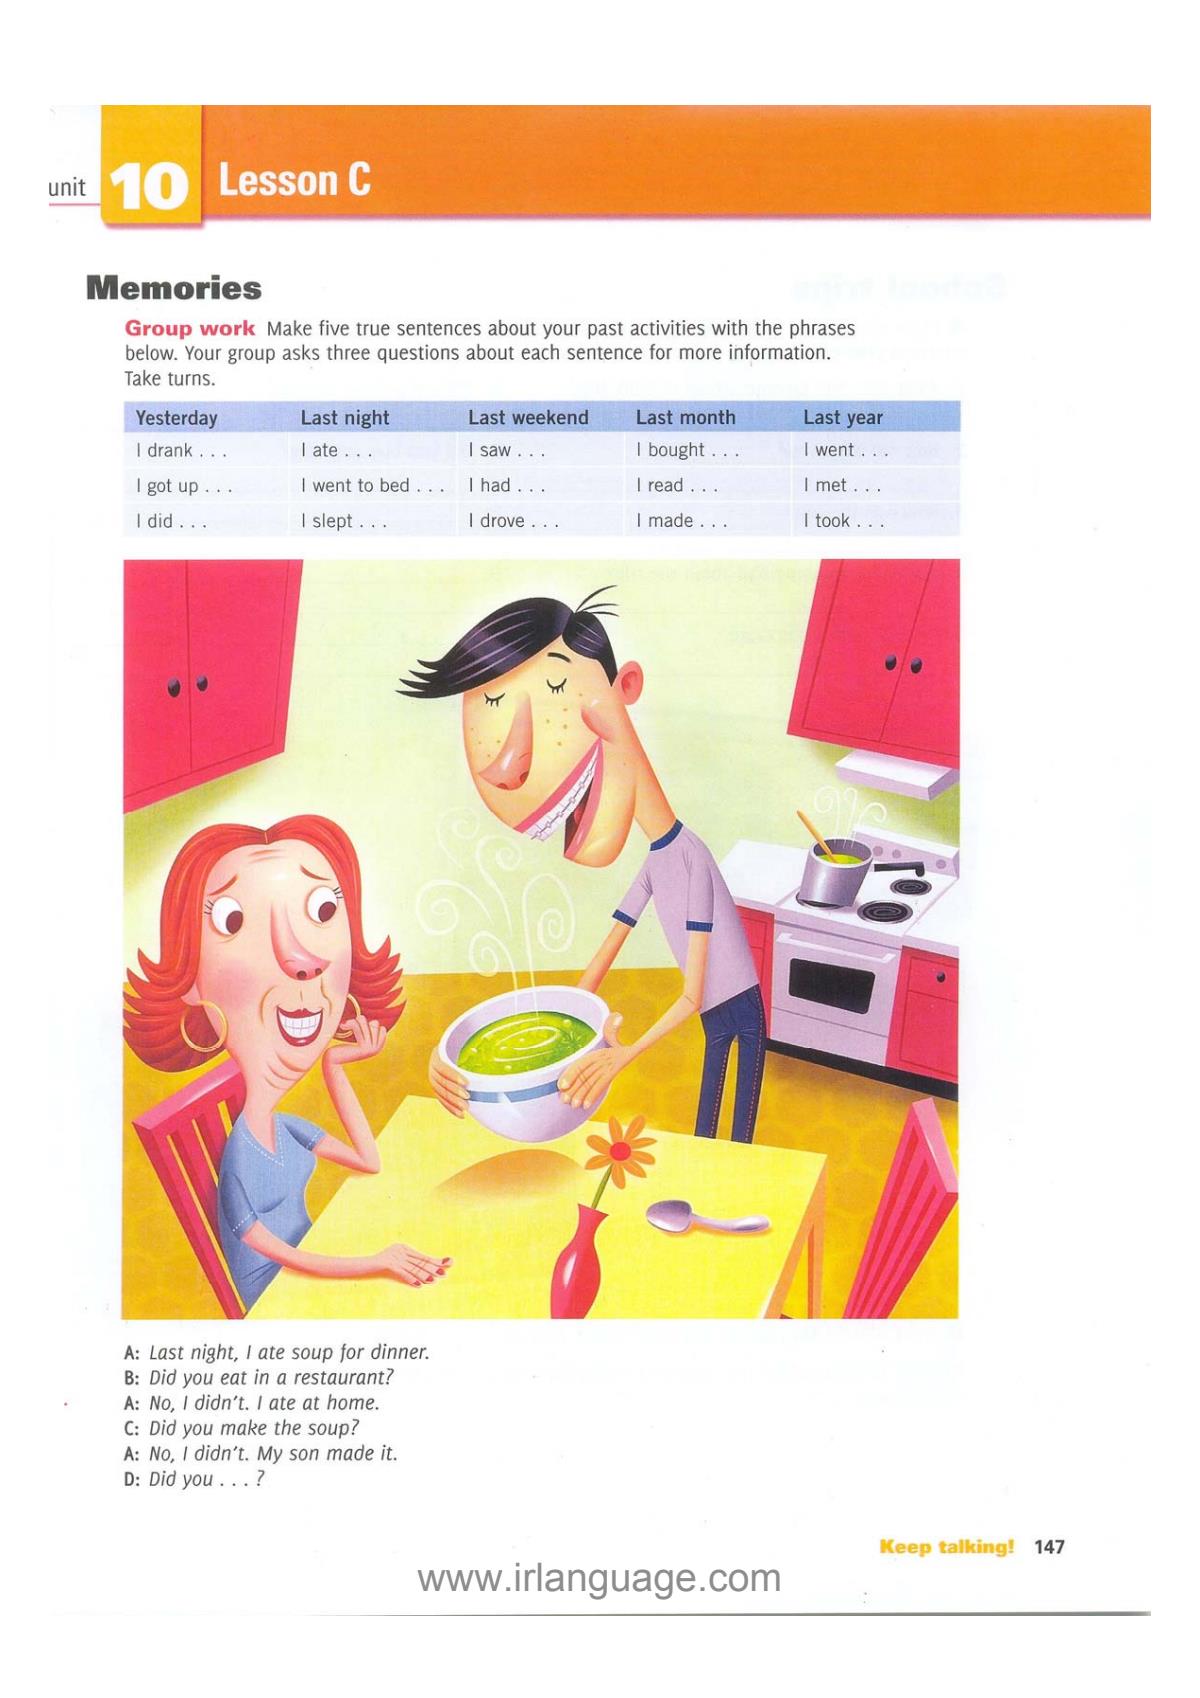 unit 10 Lesson C
Memories
Group work Make five true sentences about your past activities with the phrases
below. Your group asks three questions about each sentence for more information.
Take turns.
Yesterday Last night Last weekend Last month Last year
I drank . . . I ate . . . I saw . . . I bought . . . I went . . .
I got up . . . I went to bed . . . I had . . . I read . . . I met . . .
I did . . . I slept . . . I drove . . . I made . . . I took . . .
A: Last night, I ate soup for dinner.
B: Did you eat in a restaurant?
A: No, I didn't. I ate at home.
C: Did you make the soup?
A: No, I didn't. My son made it.
D: Did you . . . ?
Keep talking! 147
www.irlanguage.com